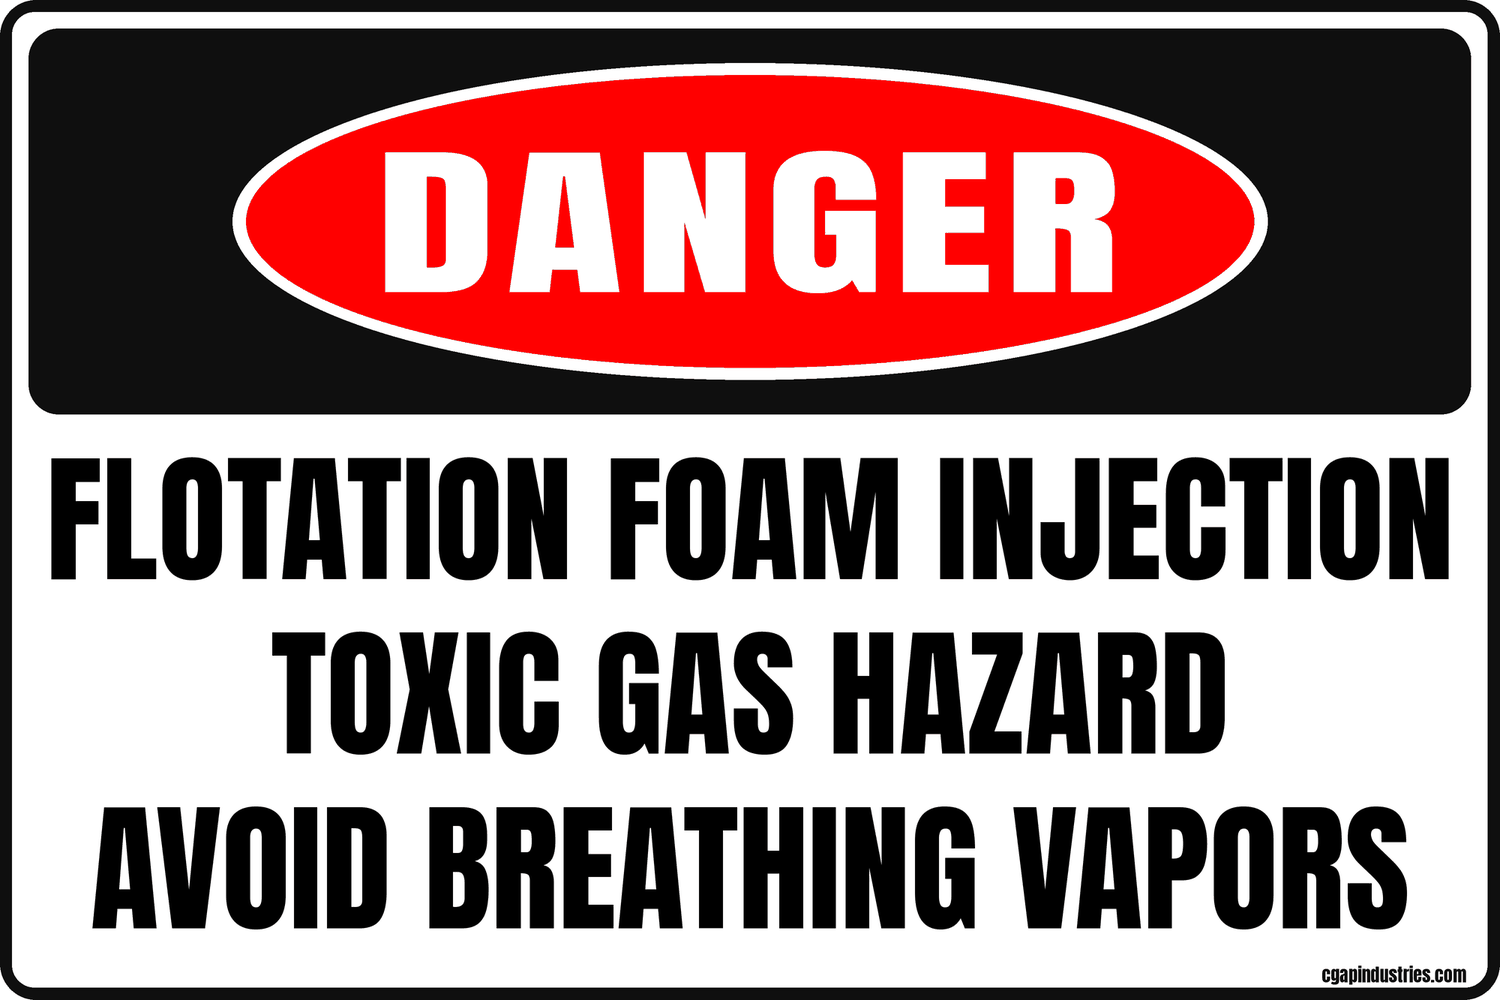 DANGER
FLOTATION FOAM INJECTION
TOXIC GAS HAZARD
AVOID BREATHING VAPORS
cgapindustries.com